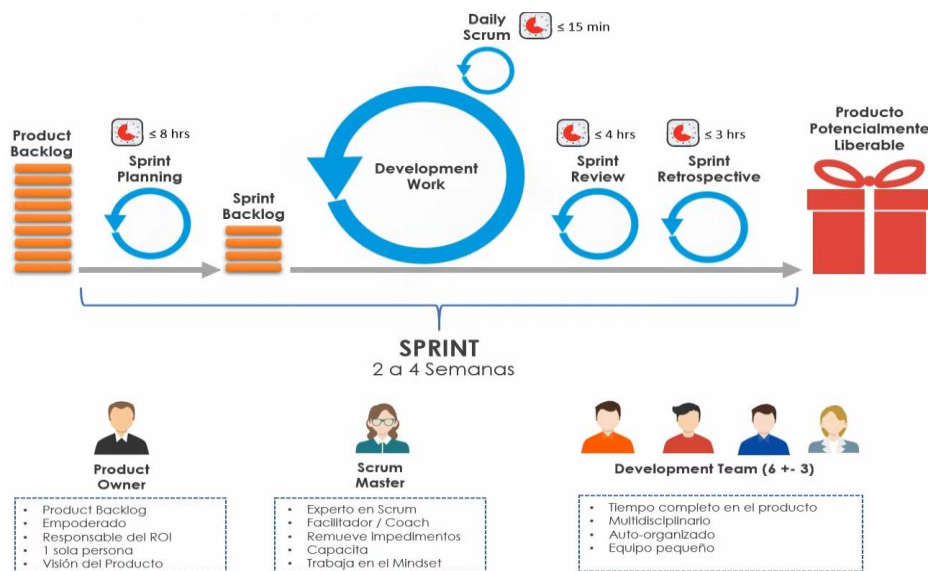 Daily
Scrum
≤ 15 min
Product
Backlog
≤ 8 hrs
Sprint
Planning
Sprint
Backlog
Development
Work
≤ 4 hrs
Sprint
Review
≤ 3 hrs
Sprint
Retrospective
Producto
Potencialmente
Liberable
SPRINT
2 a 4 Semanas
Product
Owner
• Product Backlog
• Empoderado
• Responsable del ROI
• 1 sola persona
• Visión del Producto
Scrum
Master
• Experto en Scrum
• Facilitador / Coach
• Remueve impedimentos
• Capacita
• Trabaja en el Mindset
Development Team (6 +- 3)
• Tiempo completo en el producto
• Multidisciplinario
• Auto-organizado
• Equipo pequeño